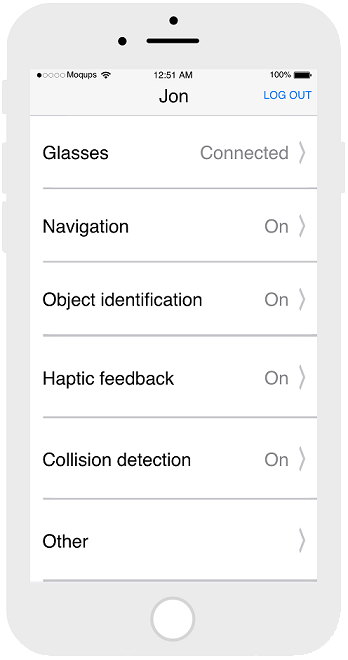 Moqups 12:51 AM 100%
Jon LOG OUT
Glasses Connected
Navigation On
Object identification On
Haptic feedback On
Collision detection On
Other